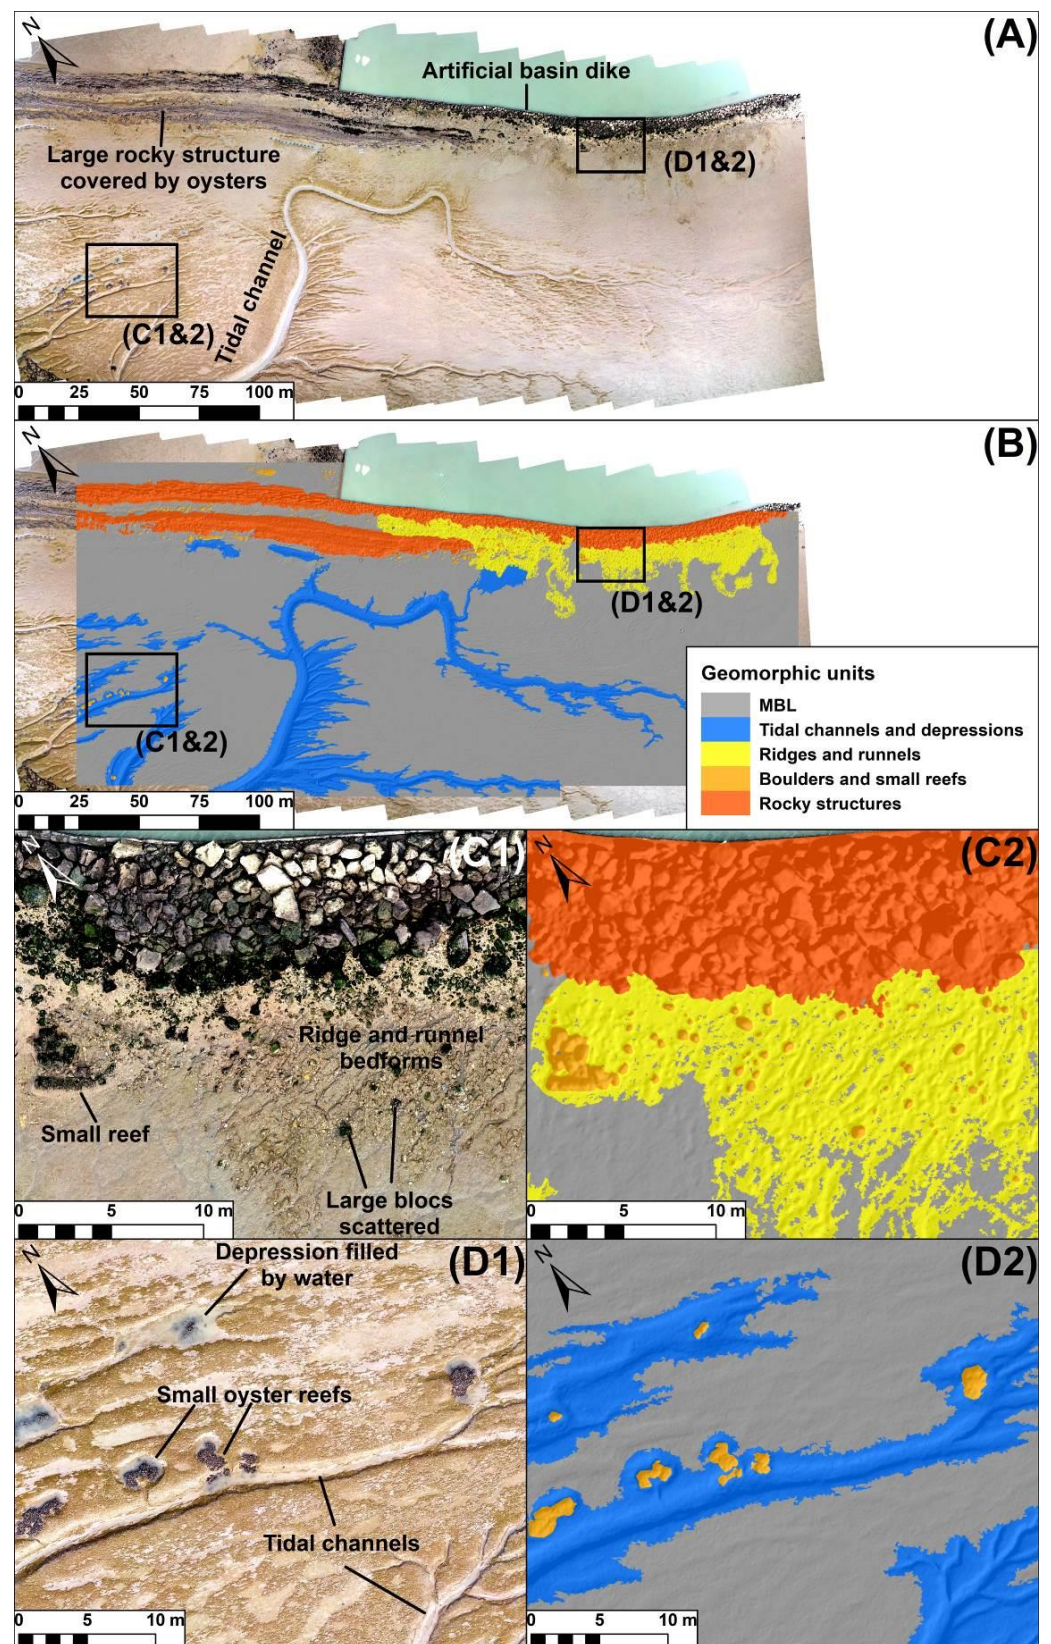 N
(A)
Artificial basin dike
Large rocky structure
covered by oysters
(D1&2)
Tidal channel
(C1&2)
0 25 50 75 100 m
N
(B)
(D1&2)
(C1&2)
Geomorphic units
MBL
Tidal channels and depressions
Ridges and runnels
Boulders and small reefs
Rocky structures
0 25 50 75 100 m
N
(C1)
Ridge and runnel
bedforms
Small reef
Large blocs
scattered
0 5 10 m
N
(C2)
0 5 10 m
N
Depression filled
by water
(D1)
Small oyster reefs
Tidal channels
0 5 10 m
N
(D2)
0 5 10 m